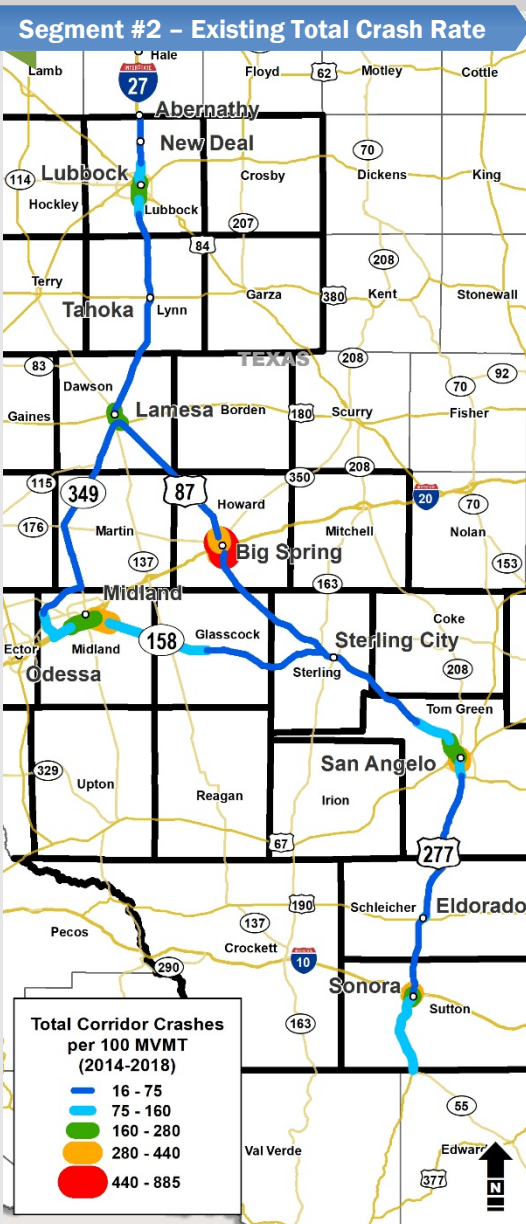 Segment #2 – Existing Total Crash Rate
Hale
Lamb
Floyd
62
Motley
Cottle
INTERSTATE
27
Abernathy
New Deal
70
114
Lubbock
Crosby
Dickens
King
Hockley
Lubbock
207
84
208
Terry
Garza
380
Kent
Stonewall
Tahoka
Lynn
TEXAS
208
83
92
Dawson
70
Gaines
Lamesa
Borden
180
Scurry
Fisher
208
115
349
87
350
20
70
Howard
176
Martin
Mitchell
Nolan
137
Big Spring
153
163
Midland
Coke
158
Glasscock
Sterling City
Ector
Midland
208
Odessa
Sterling
Tom Green
San Angelo
329
Upton
Reagan
Irion
67
277
190
Schleicher
Eldorado
137
Pecos
Crockett
10
290
Sonora
Sutton
163
Total Corridor Crashes
per 100 MVMT
(2014-2018)
16 - 75
75 - 160
160 - 280
280 - 440
440 - 885
55
Val Verde
Edward
377
N